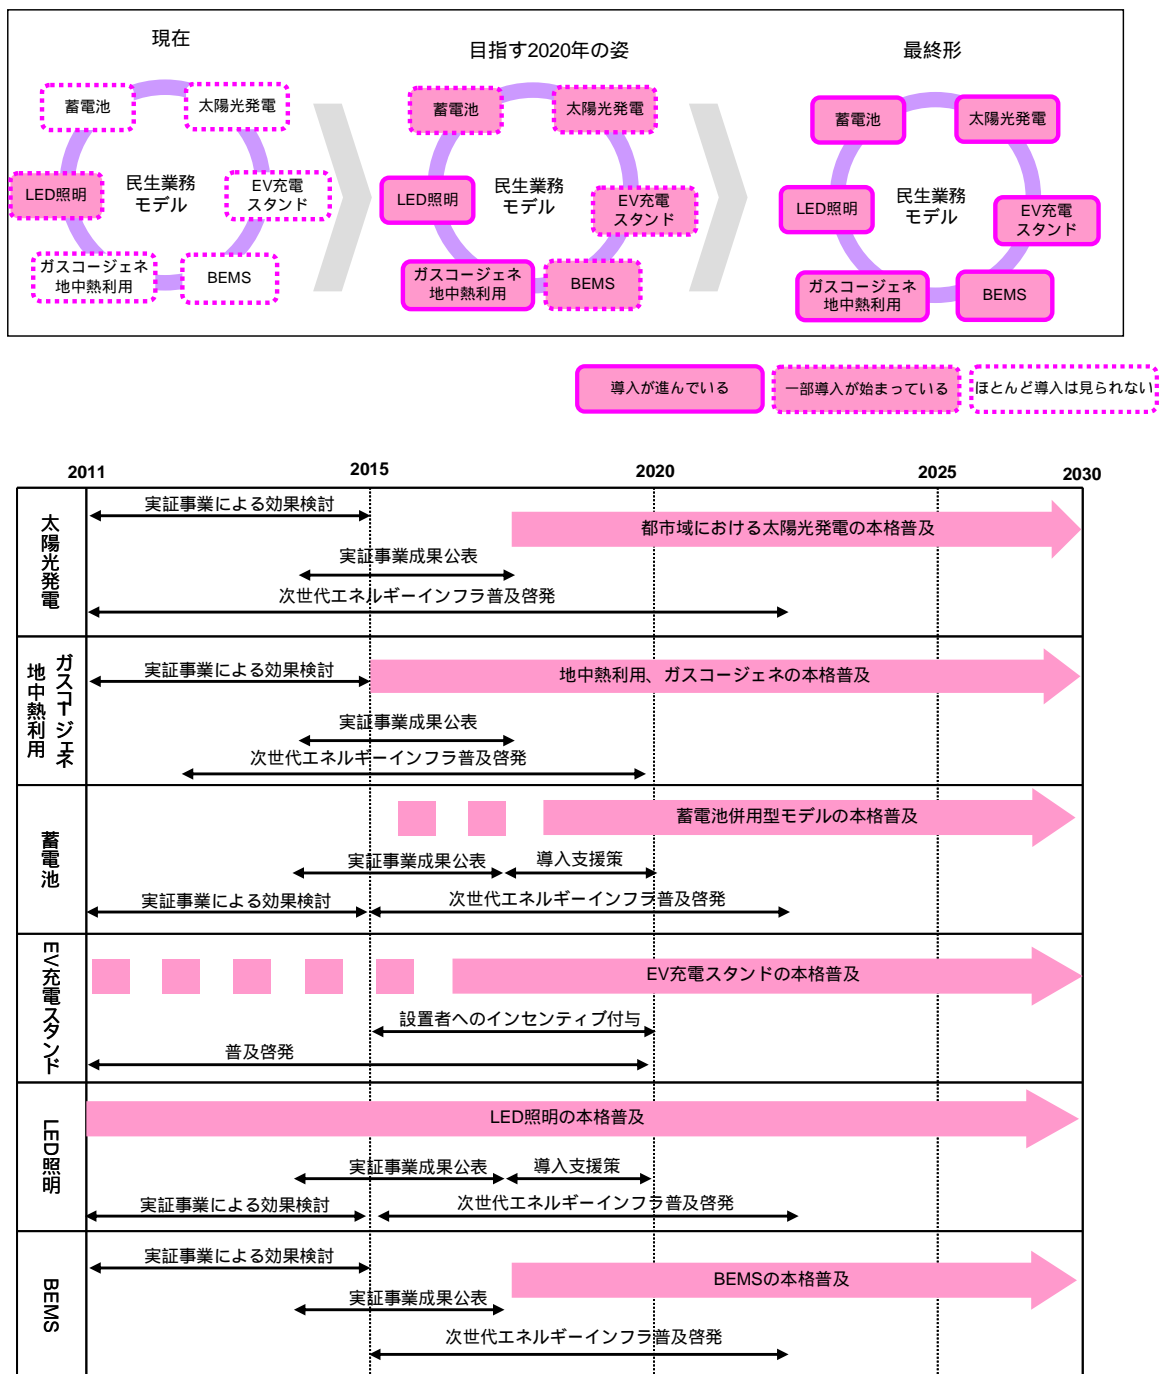 現在
目指す2020年の姿
最終形
蓄電池
太陽光発電
LED照明
民生業務
モデル
EV充電
スタンド
ガスコージェネ
地中熱利用
BEMS
蓄電池
太陽光発電
LED照明
民生業務
モデル
EV充電
スタンド
ガスコージェネ
地中熱利用
BEMS
蓄電池
太陽光発電
LED照明
民生業務
モデル
EV充電
スタンド
ガスコージェネ
地中熱利用
BEMS
導入が進んでいる
一部導入が始まっている
ほとんど導入は見られない
2011
2015
2020
2025
2030
太陽光発電
実証事業による効果検討
都市域における太陽光発電の本格普及
実証事業成果公表
次世代エネルギーインフラ普及啓発
ガスコージェネ
地中熱利用
実証事業による効果検討
地中熱利用、ガスコージェネの本格普及
実証事業成果公表
次世代エネルギーインフラ普及啓発
蓄電池
蓄電池併用型モデルの本格普及
実証事業成果公表
導入支援策
実証事業による効果検討
次世代エネルギーインフラ普及啓発
EV充電スタンド
EV充電スタンドの本格普及
設置者へのインセンティブ付与
普及啓発
LED照明
LED照明の本格普及
実証事業成果公表
導入支援策
実証事業による効果検討
次世代エネルギーインフラ普及啓発
BEMS
実証事業による効果検討
BEMSの本格普及
実証事業成果公表
次世代エネルギーインフラ普及啓発